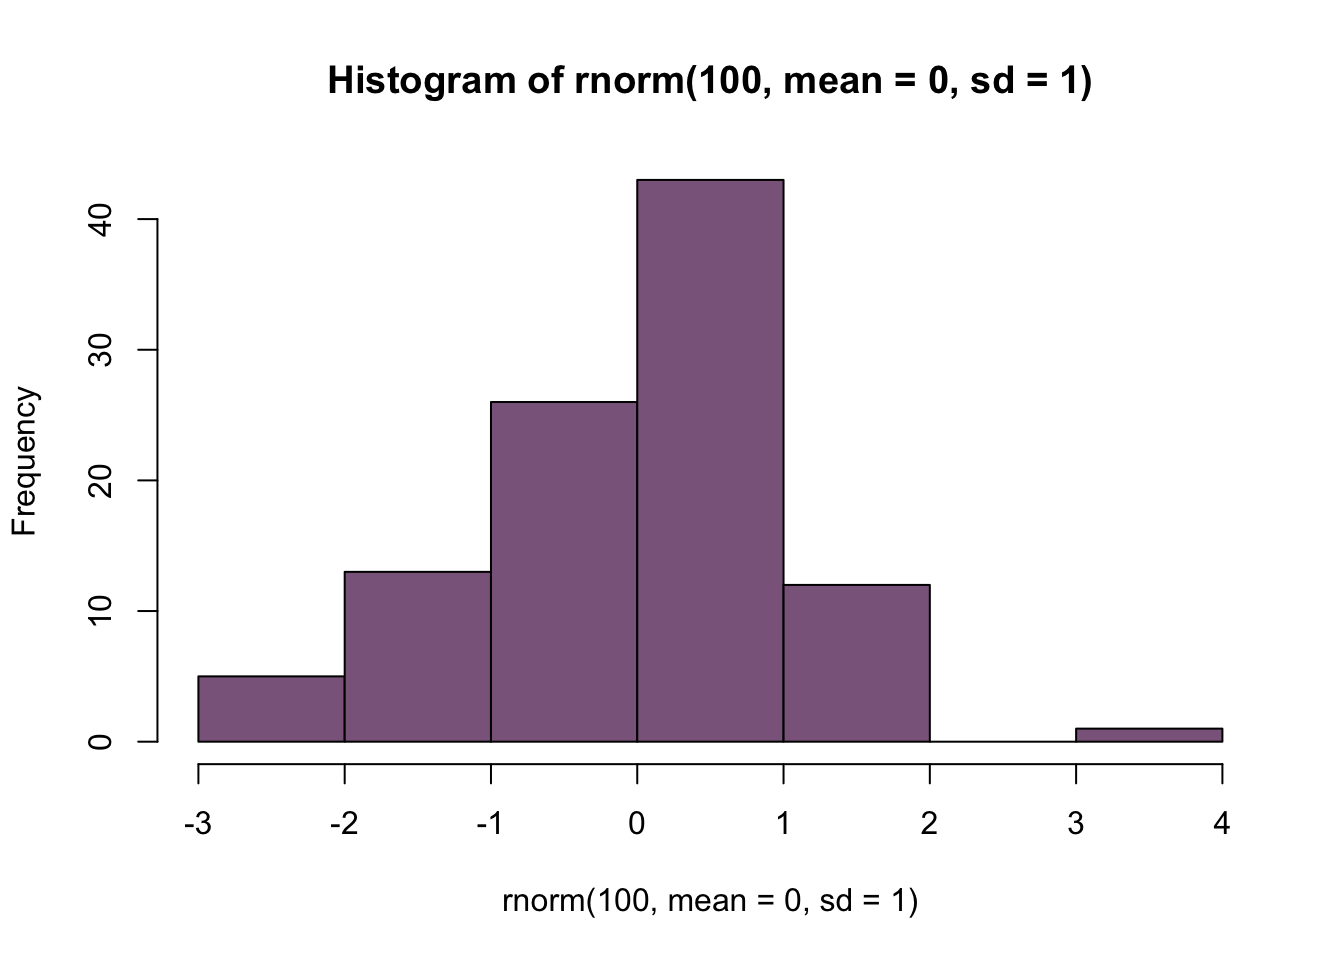 Histogram of rnorm(100, mean = 0, sd = 1)
Frequency
40
30
20
10
0
-3 -2 -1 0 1 2 3 4
rnorm(100, mean = 0, sd = 1)